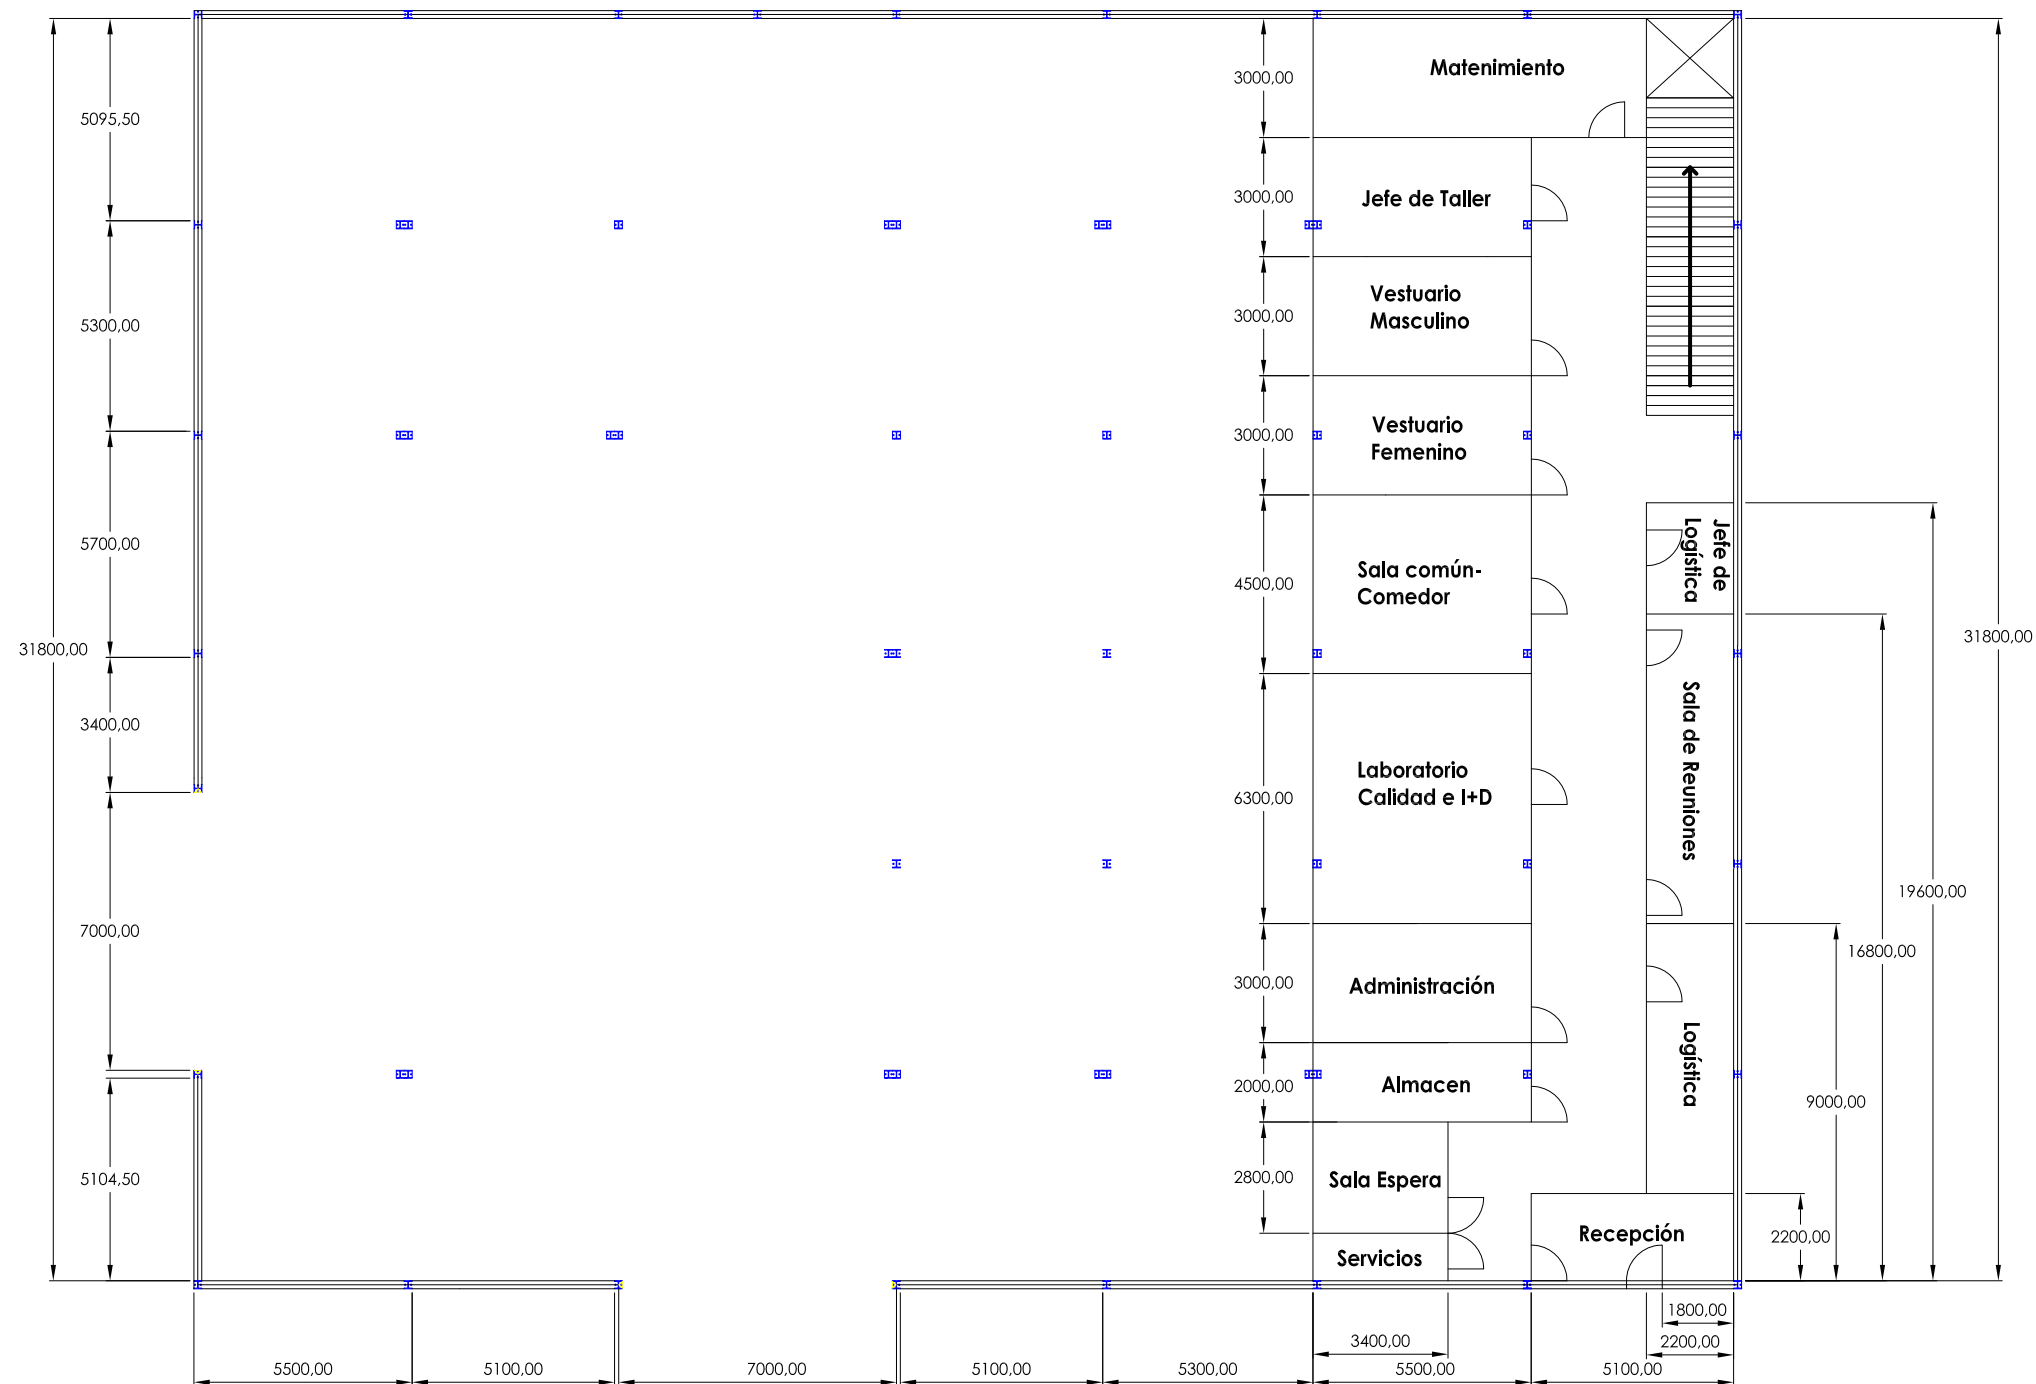 Matenimiento
3000,00
5095,50
3000,00
Jefe de Taller
Vestuario
Masculino
3000,00
5300,00
Vestuario
Femenino
3000,00
5700,00
Jefe de
Logística
Sala común-
Comedor
4500,00
31800,00
31800,00
3400,00
Sala de Reuniones
Laboratorio
Calidad e I+D
6300,00
19600,00
7000,00
16800,00
Administración
3000,00
Logística
Almacen
2000,00
9000,00
Sala Espera
2800,00
5104,50
Recepción
2200,00
Servicios
1800,00
3400,00
2200,00
5500,00
5100,00
7000,00
5100,00
5300,00
5500,00
5100,00